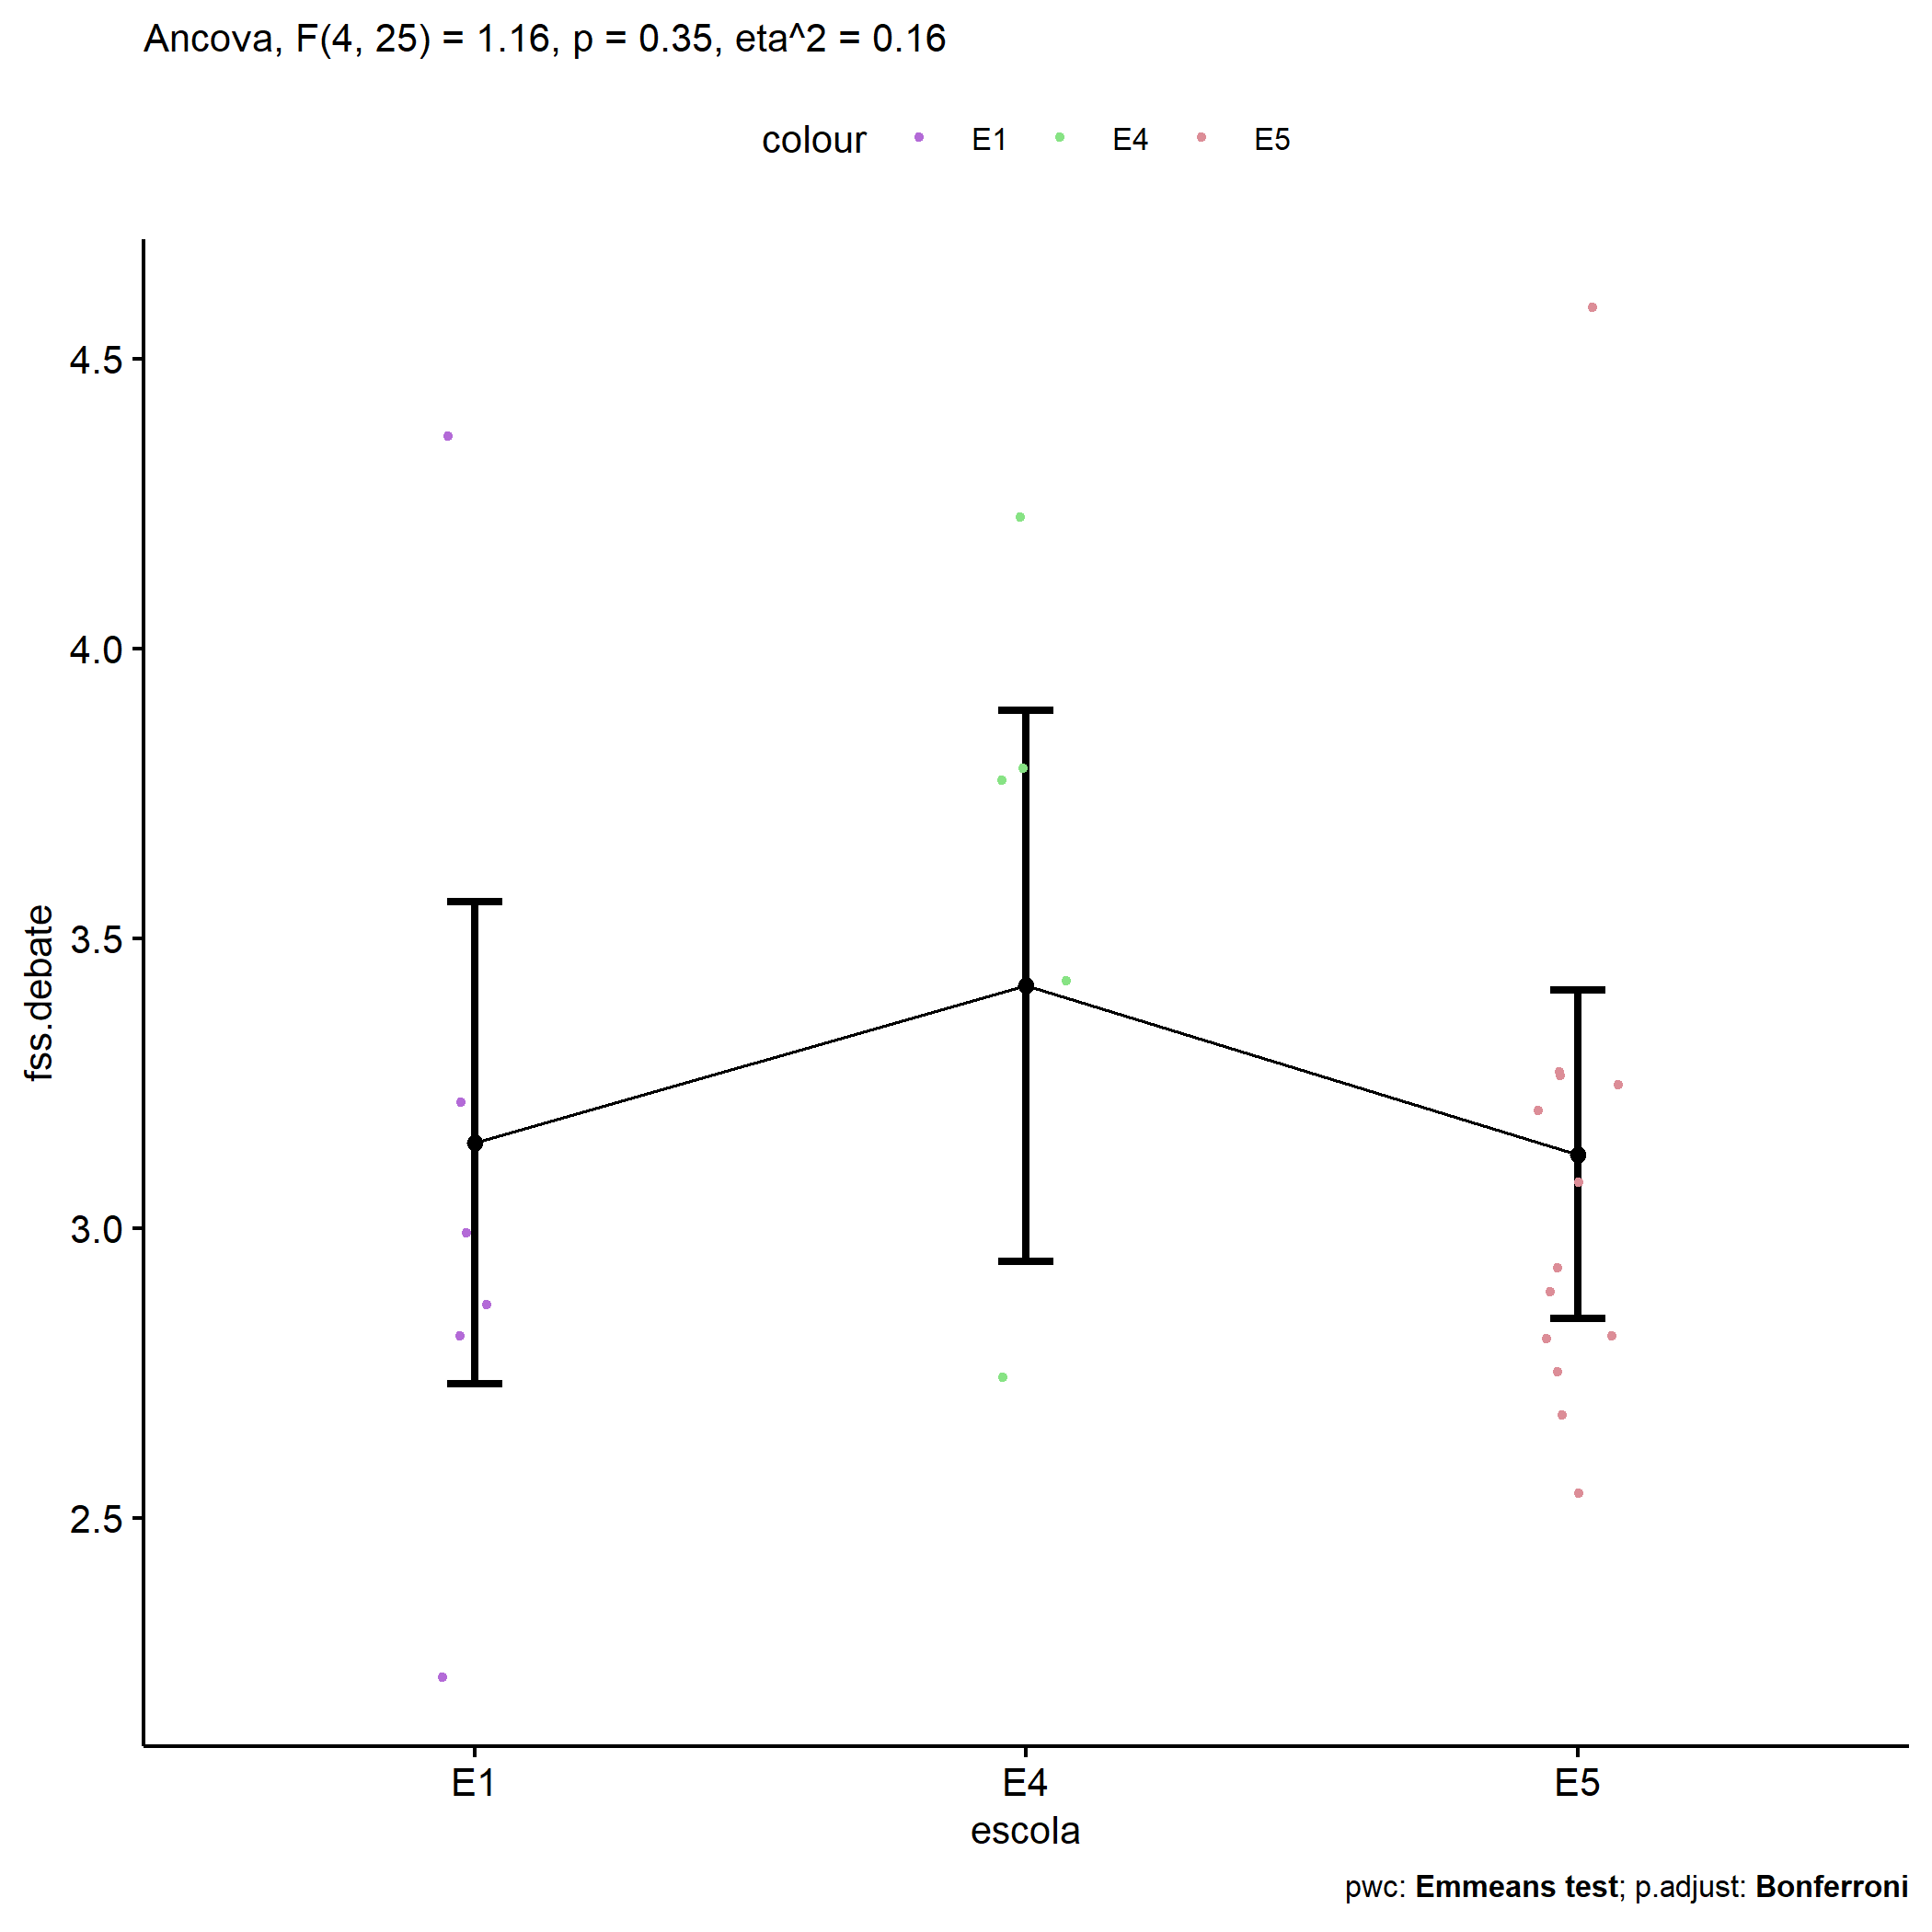 Ancova, F(4, 25) = 1.16, p = 0.35, eta^2 = 0.16
colour E1 E4 E5
4.5
4.0
3.5
3.0
2.5
fss.debate
E1 E4 E5
escola
pwc: Emmeans test; p.adjust: Bonferroni